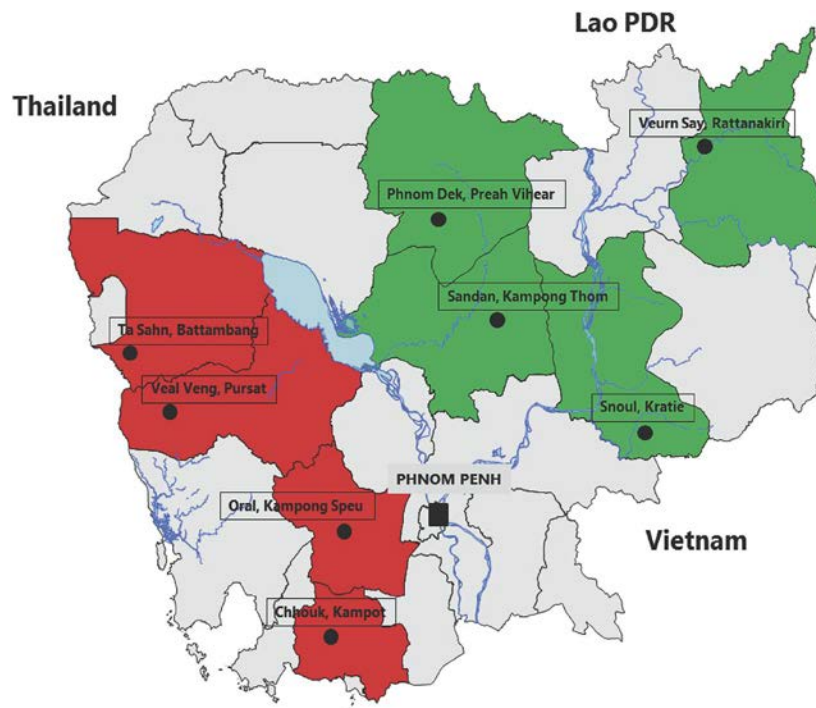 Lao PDR
Thailand
Veurn Say, Rattanakiri
Phnom Dek, Preah Vihear
Sandan, Kampong Thom
Ta Sahn, Battambang
Veal Veng, Pursat
Snoul, Kratie
PHNOM PENH
Oral, Kampong Speu
Vietnam
Chhouk, Kampot